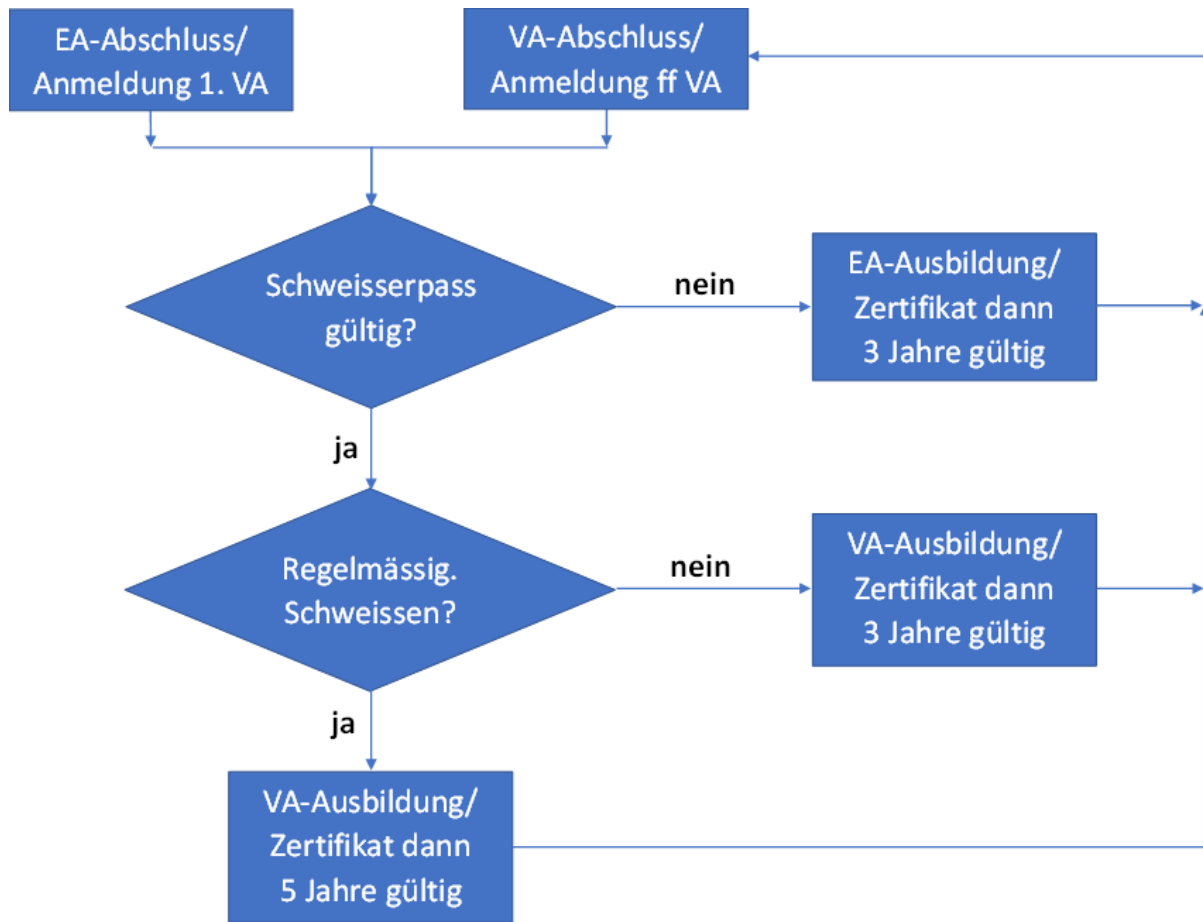 EA-Abschluss/
Anmeldung 1. VA
VA-Abschluss/
Anmeldung ff VA
Schweisserpass
gültig?
nein
EA-Ausbildung/
Zertifikat dann
3 Jahre gültig
ja
Regelmässig.
Schweissen?
nein
VA-Ausbildung/
Zertifikat dann
3 Jahre gültig
ja
VA-Ausbildung/
Zertifikat dann
5 Jahre gültig